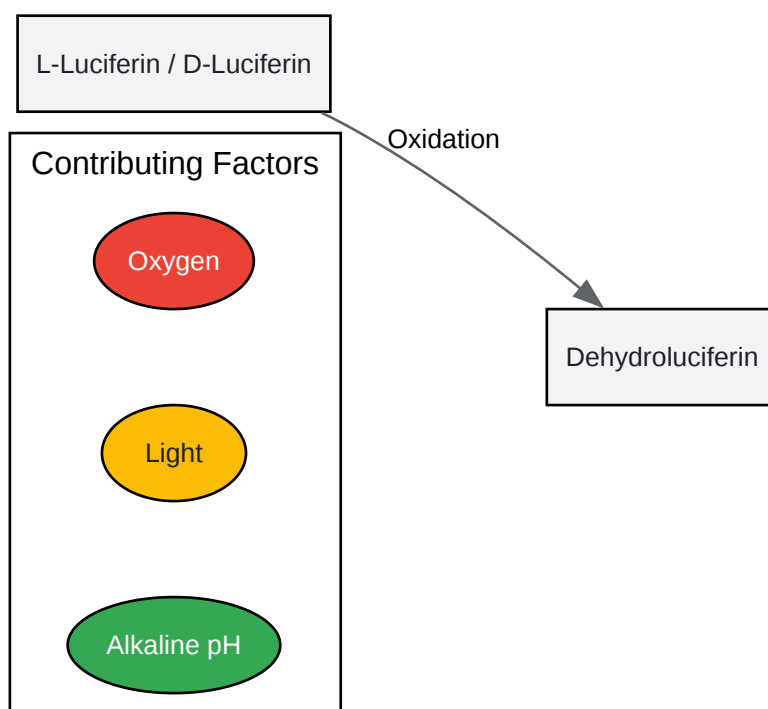 L-Luciferin / D-Luciferin
Oxidation
Contributing Factors
Oxygen
Dehydroluciferin
Light
Alkaline pH